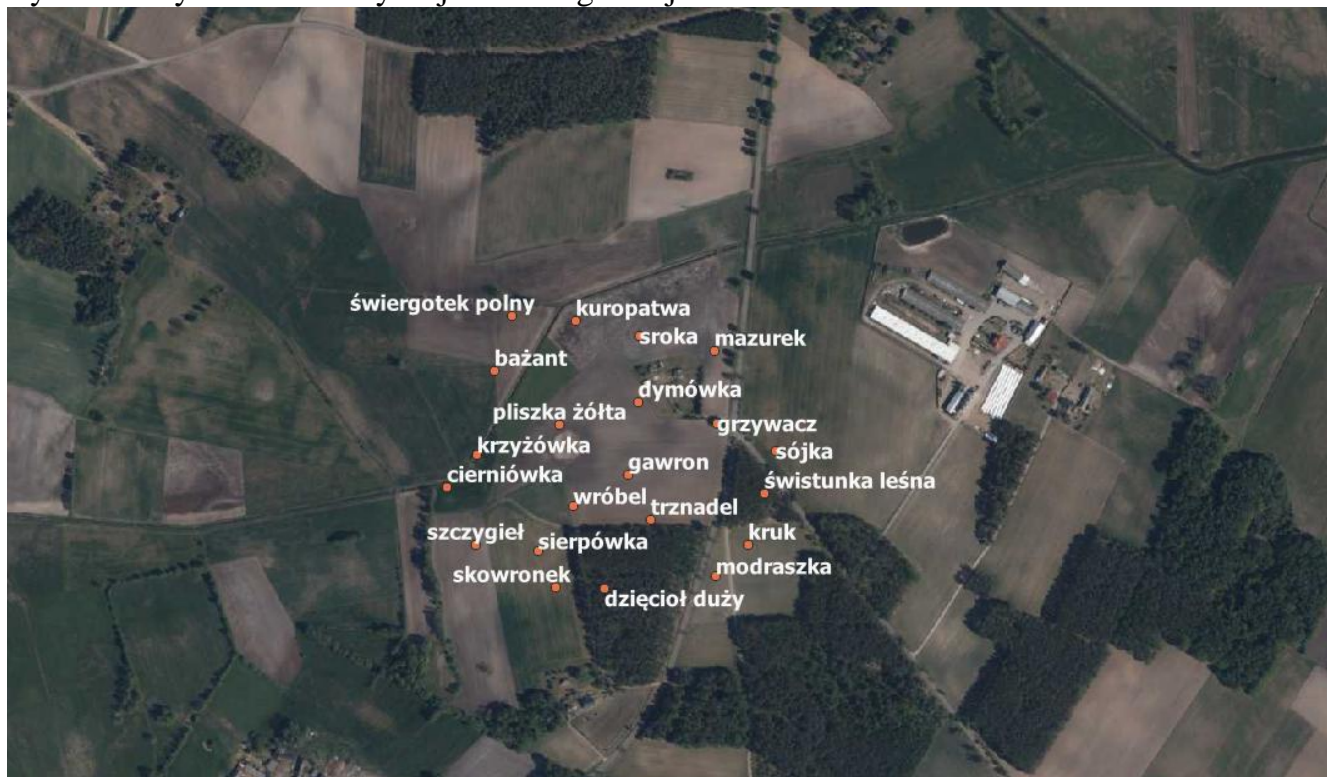 świergotek polny
kuropatwa
sroka
mazurek
bażant
dymówka
pliszka żółta
grzywacz
krzyżówka
sójka
gawron
cierniówka
świstunka leśna
wróbel
trznadel
szczygieł
sierpówka
kruk
skowronek
modraszka
dzięcioł duży